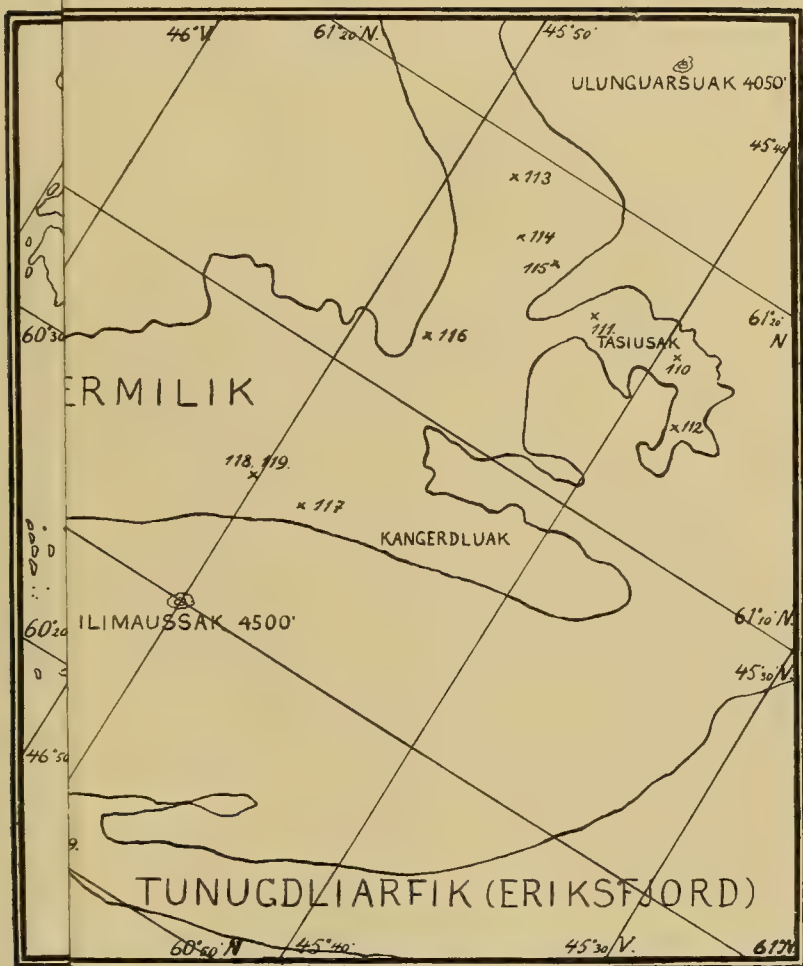 46° V.
61° 20' N.
45° 50'
ULUNGUARSUAK 4050'
45° 40'
×113
×114
115×
61° 20'
N
60° 30
×116
×
111.
TASIUSAK
×
110
ERMILIK
×112
118. 119.
×
×117
KANGERDLUAK
61° 10' N.
60° 20
ILIMAUSSAK 4500'
45° 30' V.
46° 50
9.
TUNUGDLIARFIK (ERIKSFJORD)
60° 50' N
45° 40'
45° 30' V.
61° N.